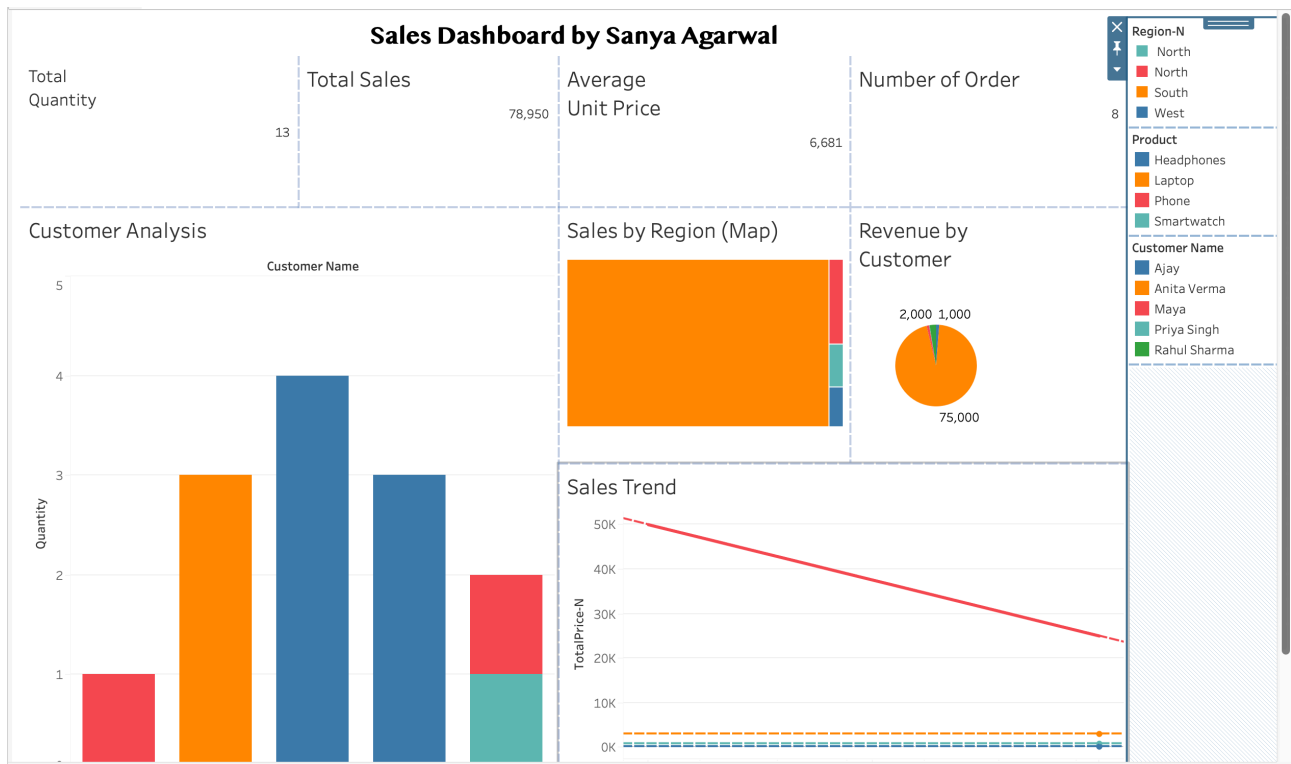 Sales Dashboard by Sanya Agarwal
Total
Quantity
13
Total Sales
78,950
Average
Unit Price
6,681
Number of Order
8
Region-N
North
North
South
West
Product
Headphones
Laptop
Phone
Smartwatch
Customer Name
Ajay
Anita Verma
Maya
Priya Singh
Rahul Sharma
Customer Analysis
Customer Name
5
4
3
2
1
Quantity
Sales by Region (Map)
Revenue by
Customer
2,000 1,000
75,000
Sales Trend
50K
40K
30K
20K
10K
0K
TotalPrice-N